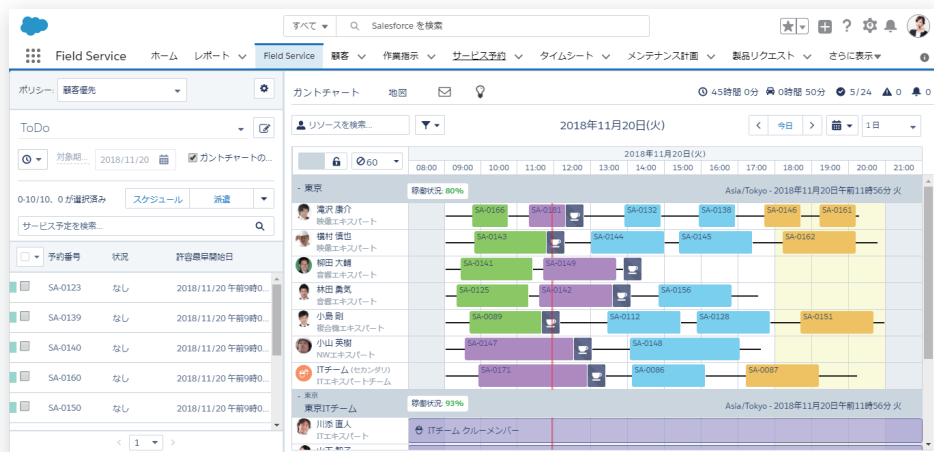 すべて Salesforce を検索
Field Service ホーム レポート Field Service 顧客 作業指示 サービス予約 タイムシート メンテナンス計画 製品リクエスト さらに表示
ポリシー: 顧客優先
ToDo
対象期... 2018/11/20 ガントチャートの...
0-10/10、0 が選択済み スケジュール 派遣
サービス予定を検索...
予約番号 状況 許容最早開始日
SA-0123 なし 2018/11/20 午前9時0...
SA-0139 なし 2018/11/20 午前9時0...
SA-0140 なし 2018/11/20 午前9時0...
SA-0160 なし 2018/11/20 午前9時0...
SA-0150 なし 2018/11/20 午前9時0...
1
ガントチャート 地図 45時間 0分 0時間 50分 5/24 0 0
リソースを検索... 2018年11月20日(火) 今日 1日
60 2018年11月20日(火)
08:00 09:00 10:00 11:00 12:00 13:00 14:00 15:00 16:00 17:00 18:00 19:00 20:00 21:00
- 東京 稼働状況: 80% Asia/Tokyo - 2018年11月20日午前11時56分 火
滝沢 康介 SA-0166 SA-0181 SA-0132 SA-0138 SA-0146 SA-0161
映像エキスパート
槇村 慎也 SA-0143 SA-0144 SA-0145 SA-0162
映像エキスパート
柳田 大輔 SA-0141 SA-0149
音響エキスパート
林田 勇気 SA-0125 SA-0142 SA-0156
音響エキスパート
小島 剛 SA-0089 SA-0112 SA-0128 SA-0151
複合機エキスパート
小山 英樹 SA-0147 SA-0148
NWエキスパート
ITチーム (セカンダリ) SA-0171 SA-0086 SA-0087
ITエキスパートチーム
- 東京
東京ITチーム 稼働状況: 93% Asia/Tokyo - 2018年11月20日午前11時56分 火
川添 直人 ITチーム クルーメンバー
ITエキスパート